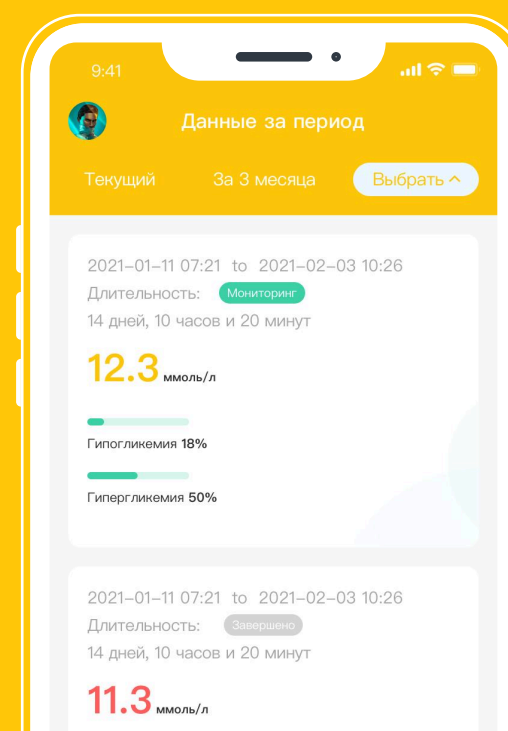 9:41
Данные за период
Текущий За 3 месяца Выбрать
2021-01-11 07:21 to 2021-02-03 10:26
Длительность: Мониторинг
14 дней, 10 часов и 20 минут
12.3 ммоль/л
Гипогликемия 18%
Гипергликемия 50%
2021-01-11 07:21 to 2021-02-03 10:26
Длительность: Завершено
14 дней, 10 часов и 20 минут
11.3 ммоль/л